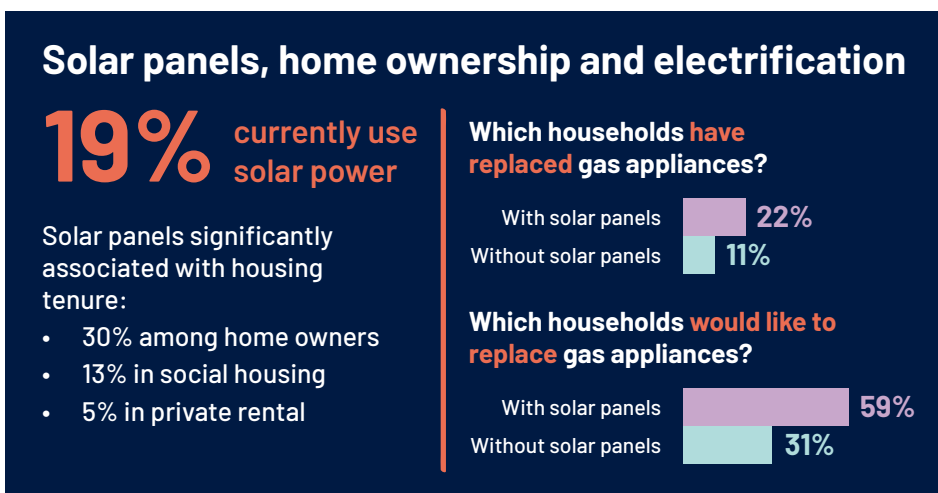 Solar panels, home ownership and electrification
19%
currently use
solar power
Solar panels significantly
associated with housing
tenure:
• 30% among home owners
• 13% in social housing
• 5% in private rental
Which households have
replaced gas appliances?
With solar panels 22%
Without solar panels 11%
Which households would like to
replace gas appliances?
With solar panels 59%
Without solar panels 31%